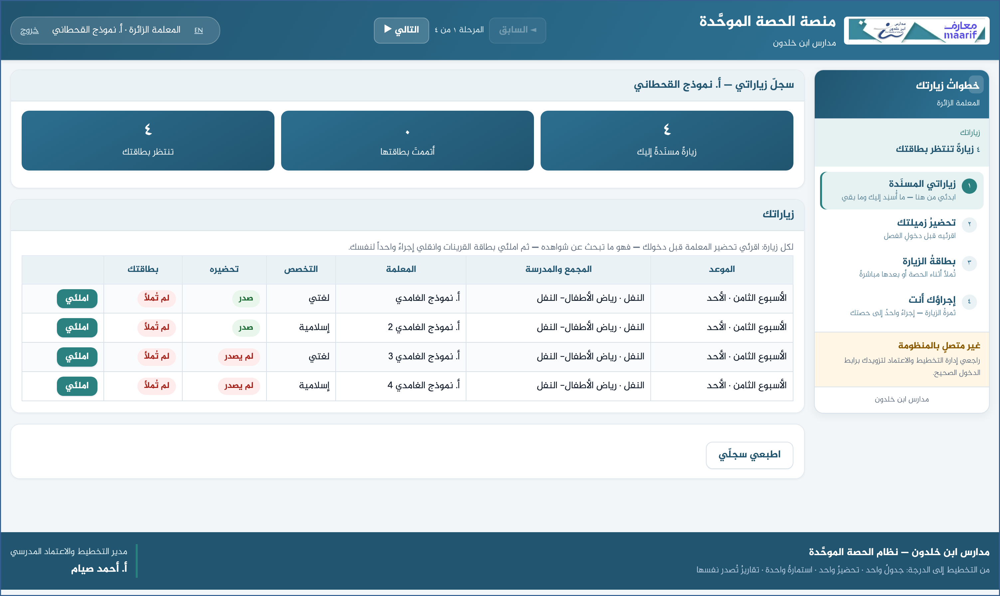 معارف
maarif
مدارس
ابن خلدون
Ibn Khaldun Schools
منصة الحصة الموحَّدة
مدارس ابن خلدون
◄ السابق
المرحلة ١ من ٤
التالي ▶
EN
المعلمة الزائرة · أ. نموذج القحطاني
خروج
خطواتُ زيارتك
المعلمة الزائرة
زياراتك
٤ زيارةً تنتظر بطاقتك
١
زياراتي المسنَدة
ابدئي من هنا — ما أُسنِد إليك وما بقي
٢
تحضيرُ زميلتك
اقرئيه قبل دخولِ الفصل
٣
بطاقةُ الزيارة
تُملأ أثناء الحصة أو بعدها مباشرةً
٤
إجراؤك أنت
ثمرةُ الزيارة — إجراءٌ واحدٌ إلى حصتك
غير متصلٍ بالمنظومة
راجعي إدارة التخطيط والاعتماد لتزويدك برابط
الدخول الصحيح.
مدارس ابن خلدون
سجلّ زياراتي — أ. نموذج القحطاني
٤
زيارةً مسنَدةً إليك
٠
أتممتَ بطاقتها
٤
تنتظر بطاقتك
زياراتك
لكل زيارة: اقرئي تحضير المعلمة قبل دخولك — فهو ما تبحث عن شواهده — ثم املئي بطاقة القرينات وانقلي إجراءً واحداً لنفسك.
الموعد المجمع والمدرسة المعلمة التخصص تحضيره بطاقتك
الأسبوع الثامن · الأحد النفل · رياض الأطفال- النفل أ. نموذج الغامدي لغتي صدر لم تُملأ املئي
الأسبوع الثامن · الأحد النفل · رياض الأطفال- النفل أ. نموذج الغامدي 2 إسلامية صدر لم تُملأ املئي
الأسبوع الثامن · الأحد النفل · رياض الأطفال- النفل أ. نموذج الغامدي 3 لغتي لم يصدر لم تُملأ املئي
الأسبوع الثامن · الأحد النفل · رياض الأطفال- النفل أ. نموذج الغامدي 4 إسلامية لم يصدر لم تُملأ املئي
اطبعي سجلّي
مدارس ابن خلدون — نظام الحصة الموحَّدة
من التخطيط إلى الدرجة: جدولٌ واحد · تحضيرٌ واحد · استمارةٌ واحدة · تقاريرُ تُصدر نفسها
مدير التخطيط والاعتماد المدرسي
أ. أحمد صيام